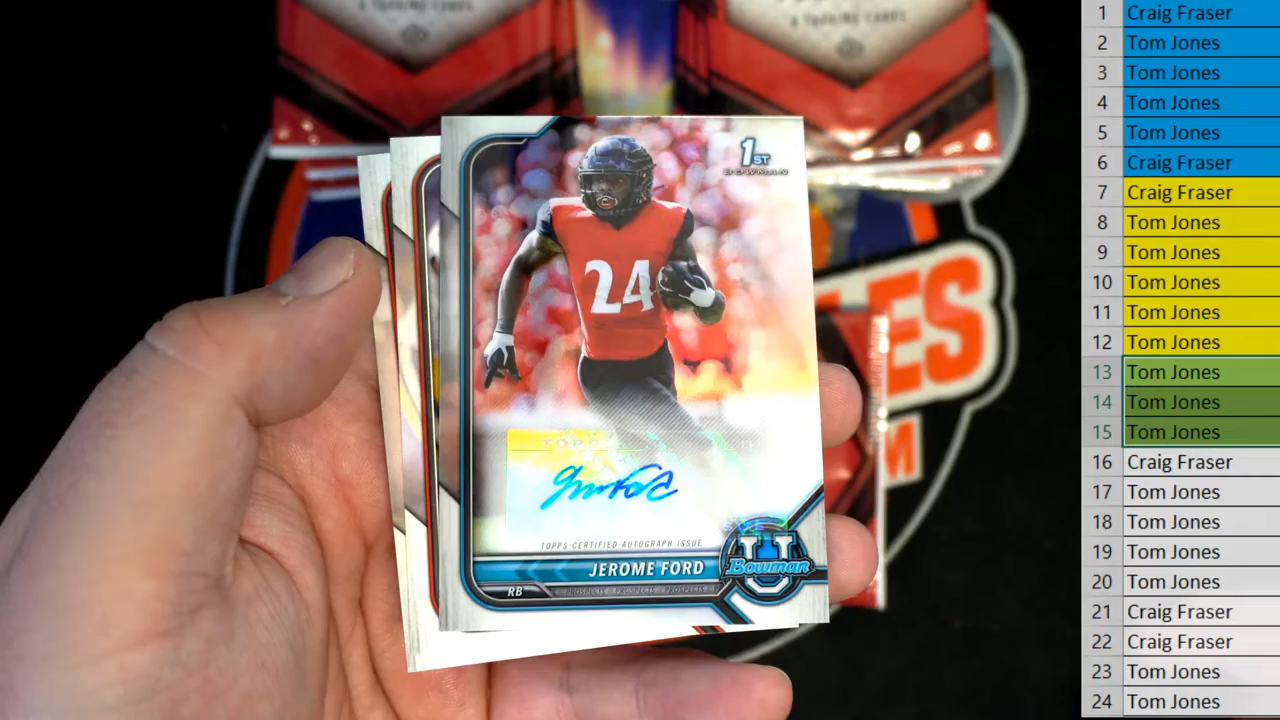 1ST
BOWMAN
24
TOPPS CERTIFIED AUTOGRAPH ISSUE
JEROME FORD
RB
PROSPECTS PROSPECTS PROSPECTS
U
Bowman
1 Craig Fraser
2 Tom Jones
3 Tom Jones
4 Tom Jones
5 Tom Jones
6 Craig Fraser
7 Craig Fraser
8 Tom Jones
9 Tom Jones
10 Tom Jones
11 Tom Jones
12 Tom Jones
13 Tom Jones
14 Tom Jones
15 Tom Jones
16 Craig Fraser
17 Tom Jones
18 Tom Jones
19 Tom Jones
20 Tom Jones
21 Craig Fraser
22 Craig Fraser
23 Tom Jones
24 Tom Jones